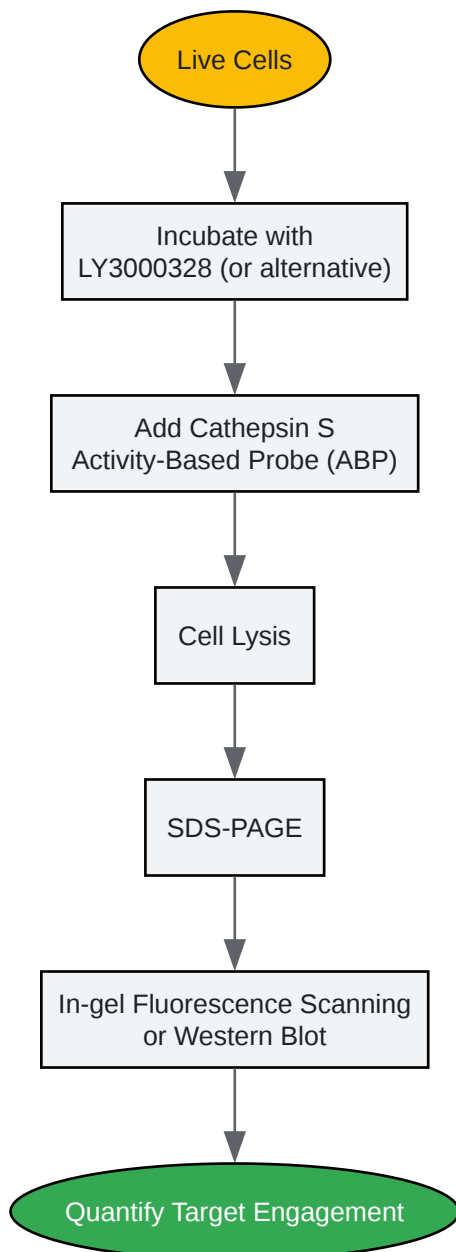 Live Cells
Incubate with
LY3000328 (or alternative)
Add Cathepsin S
Activity-Based Probe (ABP)
Cell Lysis
SDS-PAGE
In-gel Fluorescence Scanning
or Western Blot
Quantify Target Engagement